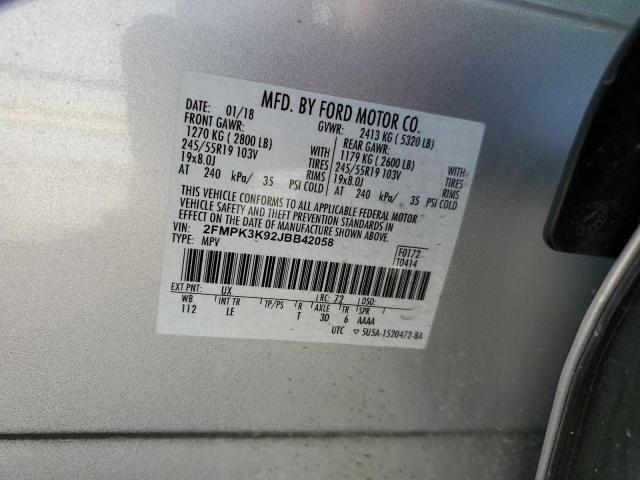 MFD. BY FORD MOTOR CO.
DATE: 01/18 GVWR: 2413 KG ( 5320 LB)
FRONT GAWR: REAR GAWR:
1270 KG ( 2800 LB) WITH 1179 KG ( 2600 LB) WITH
245/55R19 103V TIRES 245/55R19 103V TIRES
19x8.0J RIMS 19x8.0J RIMS
AT 240 kPa/ 35 PSI COLD AT 240 kPa/ 35 PSI COLD
THIS VEHICLE CONFORMS TO ALL APPLICABLE FEDERAL MOTOR
VEHICLE SAFETY AND THEFT PREVENTION STANDARDS IN
EFFECT ON THE DATE OF MANUFACTURE SHOWN ABOVE.
VIN: 2FMPK3K92JBB42058
TYPE: MPV
F0172
T0414
EXT PNT: UX RC: 72 DSO:
WB INT TR TP/PS R AXLE TR SPR
112 LE T 3D 6 AAAA
UTC ▽ 5U5A-1520472-BA